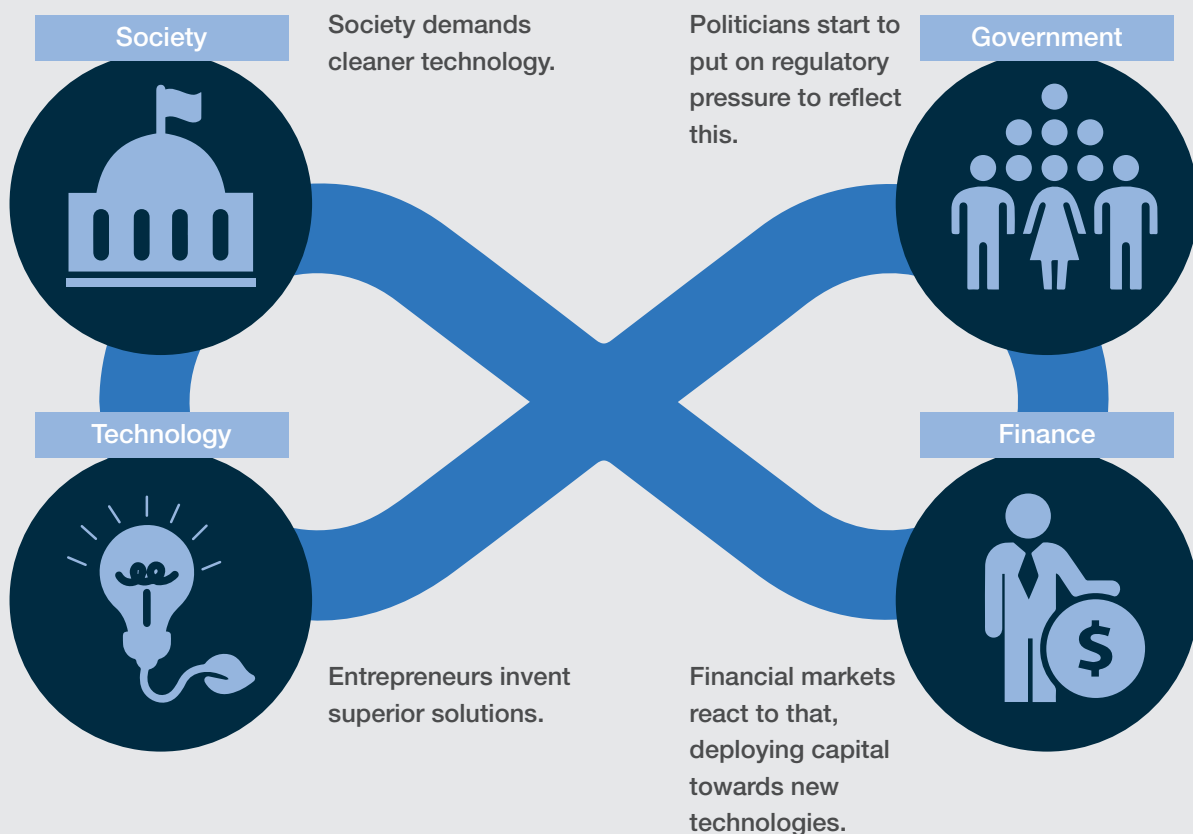 Society
Society demands
cleaner technology.
Politicians start to
put on regulatory
pressure to reflect
this.
Government
Technology
Entrepreneurs invent
superior solutions.
Financial markets
react to that,
deploying capital
towards new
technologies.
Finance
$